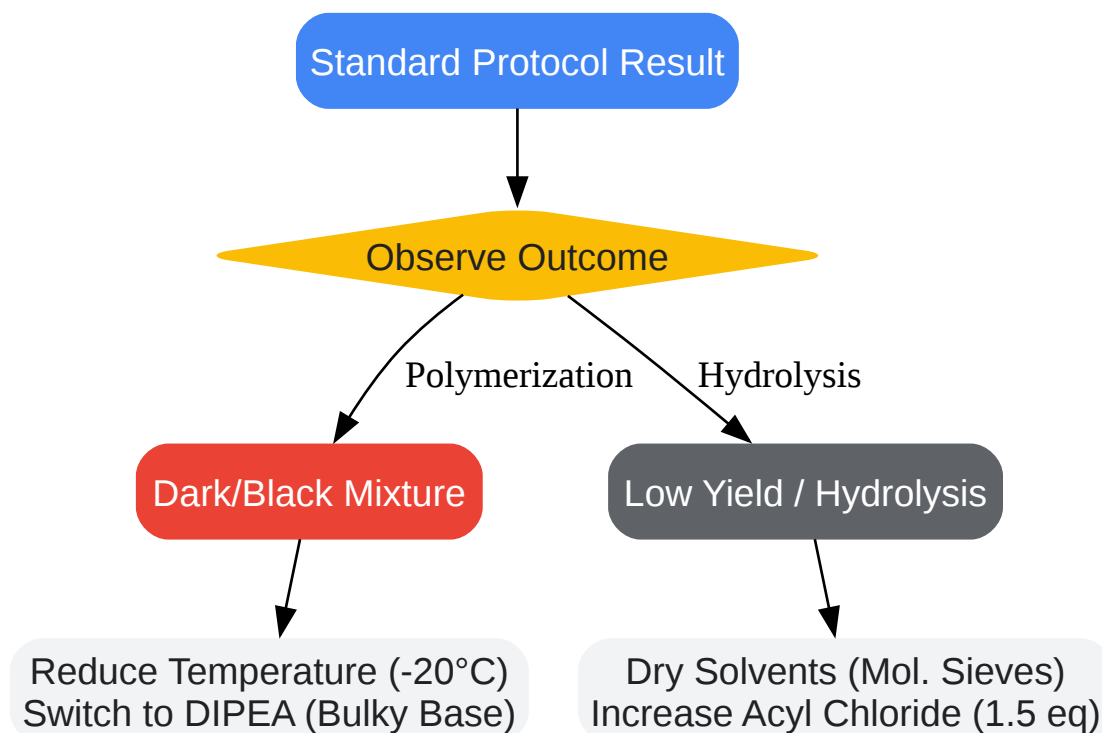 Standard Protocol Result
Observe Outcome
Polymerization
Hydrolysis
Dark/Black Mixture
Low Yield / Hydrolysis
Reduce Temperature (-20°C)
Switch to DIPEA (Bulky Base)
Dry Solvents (Mol. Sieves)
Increase Acyl Chloride (1.5 eq)